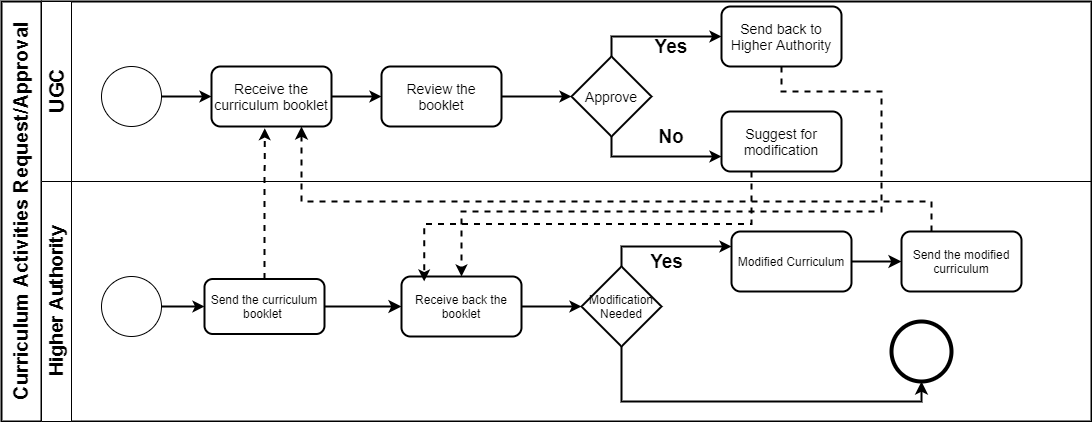 Curriculum Activities Request/Approval
UGC
Receive the
curriculum booklet
Review the
booklet
Approve
Yes
No
Send back to
Higher Authority
Suggest for
modification
Higher Authority
Send the curriculum
booklet
Receive back the
booklet
Modification
Needed
Yes
Modified Curriculum
Send the modified
curriculum